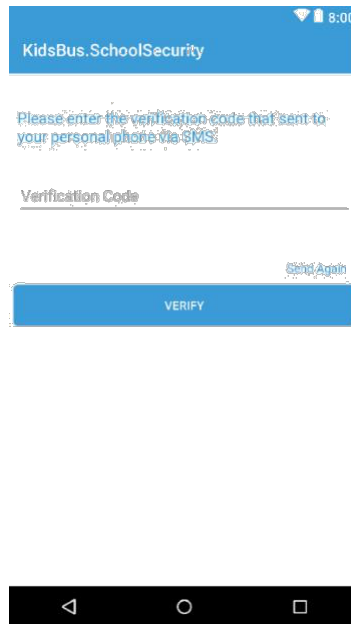 8:00
KidsBus.SchoolSecurity
Please enter the verification code that sent to
your personal phone via SMS
Verification Code
Send Again
VERIFY